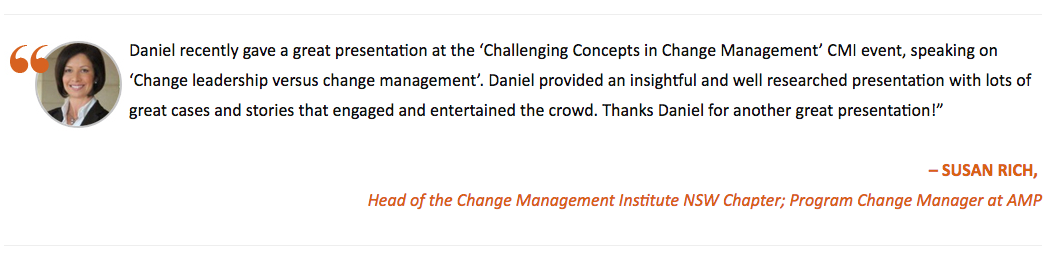 “ Daniel recently gave a great presentation at the ‘Challenging Concepts in Change Management’ CMI event, speaking on
‘Change leadership versus change management’. Daniel provided an insightful and well researched presentation with lots of
great cases and stories that engaged and entertained the crowd. Thanks Daniel for another great presentation!”
– SUSAN RICH,
Head of the Change Management Institute NSW Chapter; Program Change Manager at AMP